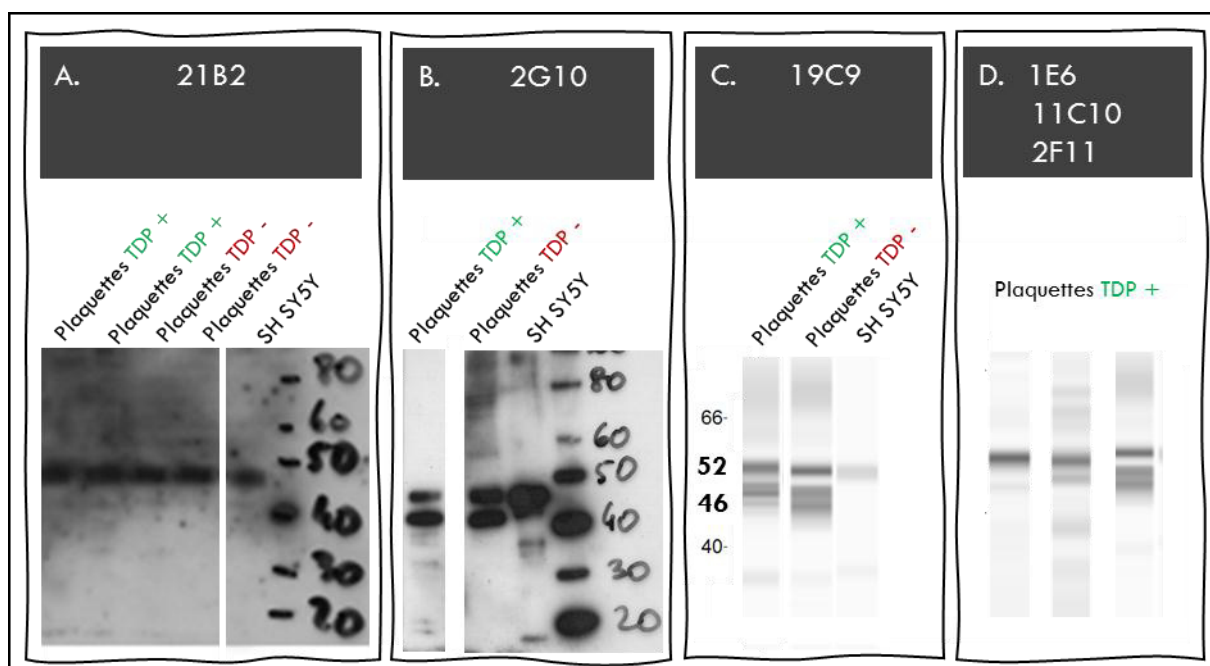 A. 21B2
Plaquettes TDP +
Plaquettes TDP +
Plaquettes TDP -
Plaquettes TDP -
SH SY5Y
80
60
50
40
30
20
B. 2G10
Plaquettes TDP +
Plaquettes TDP -
SH SY5Y
80
60
50
40
30
20
C. 19C9
Plaquettes TDP +
Plaquettes TDP -
SH SY5Y
66-
52
46
40-
D. 1E6
11C10
2F11
Plaquettes TDP +